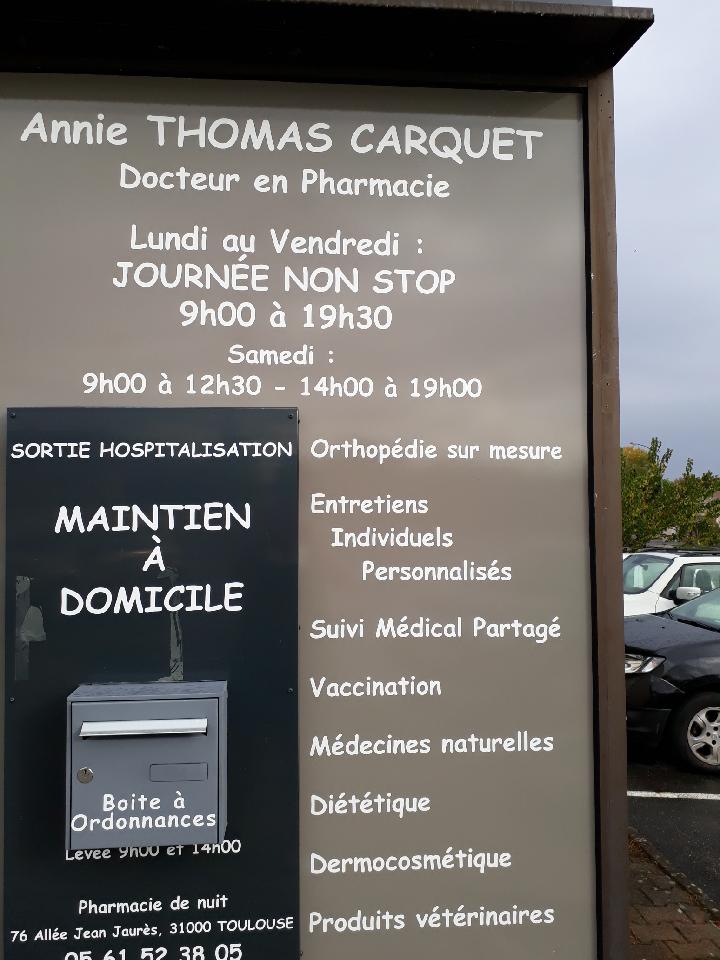 Annie THOMAS CARQUET
Docteur en Pharmacie
Lundi au Vendredi :
JOURNÉE NON STOP
9h00 à 19h30
Samedi :
9h00 à 12h30 - 14h00 à 19h00
SORTIE HOSPITALISATION
MAINTIEN
À
DOMICILE
Boite à
Ordonnances
Levée 9h00 et 14h00
Pharmacie de nuit
76 Allée Jean Jaurès, 31000 TOULOUSE
05 61 52 38 05
Orthopédie sur mesure
Entretiens
Individuels
Personnalisés
Suivi Médical Partagé
Vaccination
Médecines naturelles
Diététique
Dermocosmétique
Produits vétérinaires